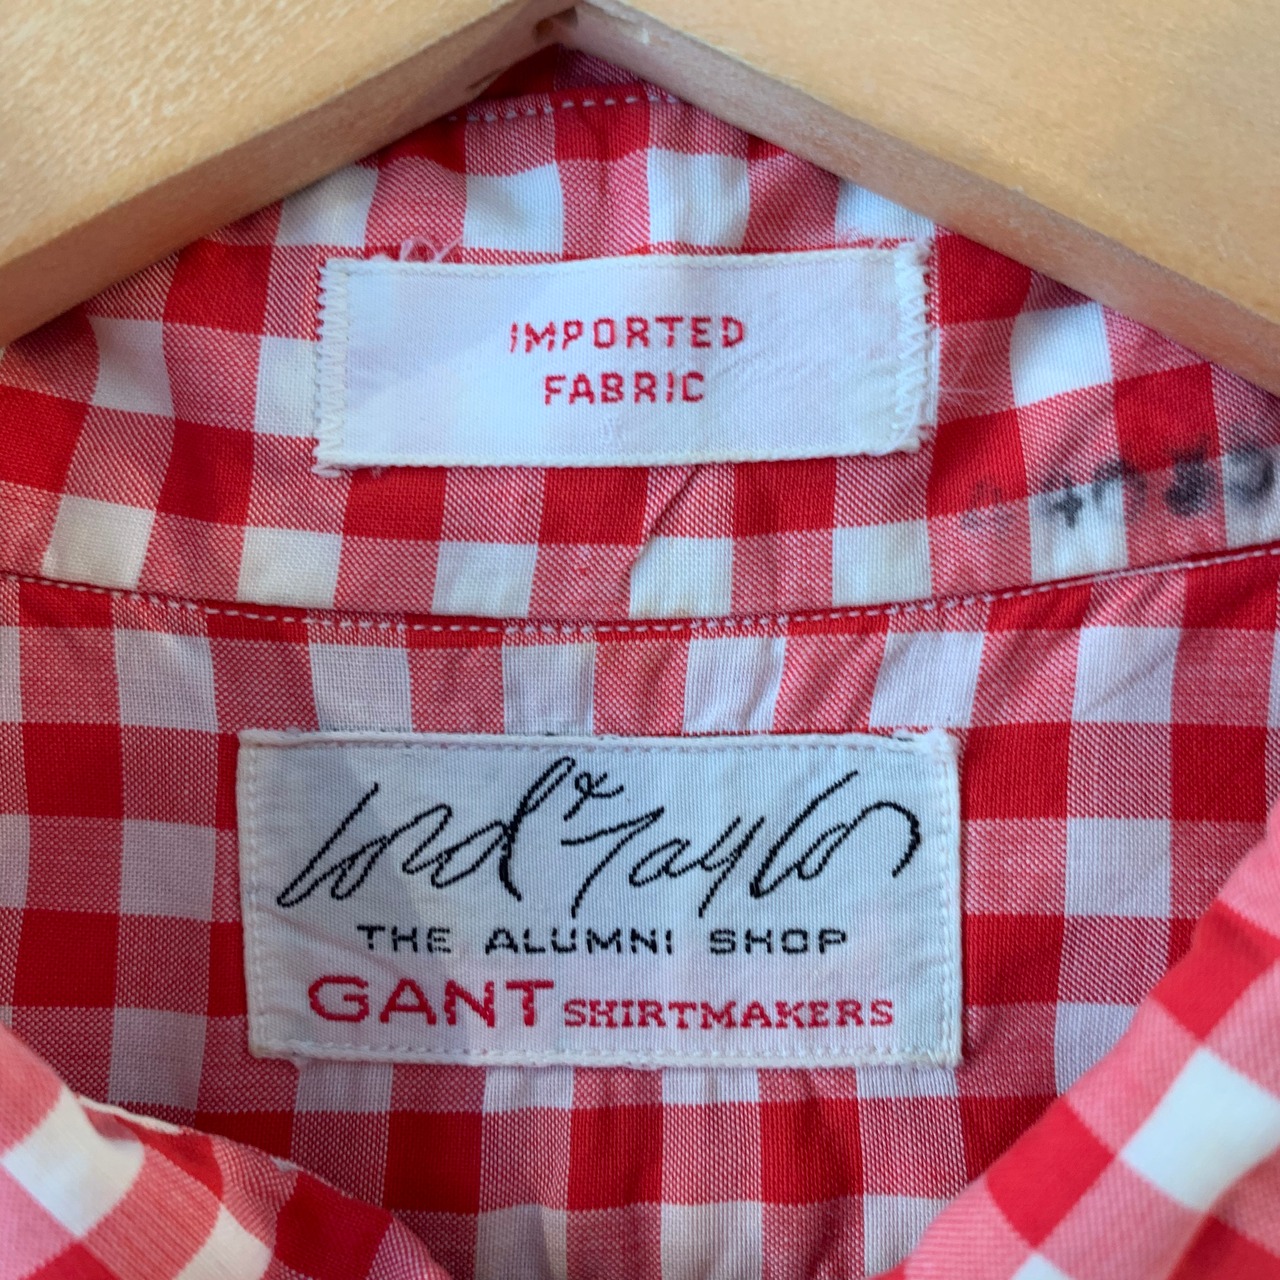 IMPORTED
FABRIC
Lord & Taylor
THE ALUMNI SHOP
GANT SHIRTMAKERS